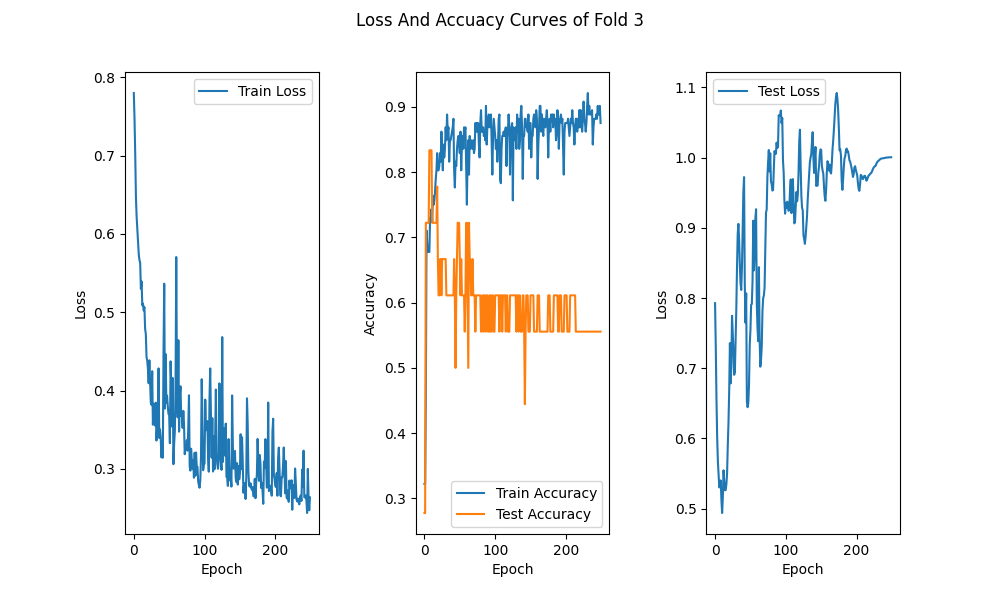 Loss And Accuacy Curves of Fold 3
Train Loss
0.8
0.7
0.6
0.5
0.4
0.3
Loss
0
100
200
Epoch
0.9
0.8
0.7
0.6
0.5
0.4
0.3
Accuracy
Train Accuracy
Test Accuracy
0
100
200
Epoch
Test Loss
1.1
1.0
0.9
0.8
0.7
0.6
0.5
Loss
0
100
200
Epoch